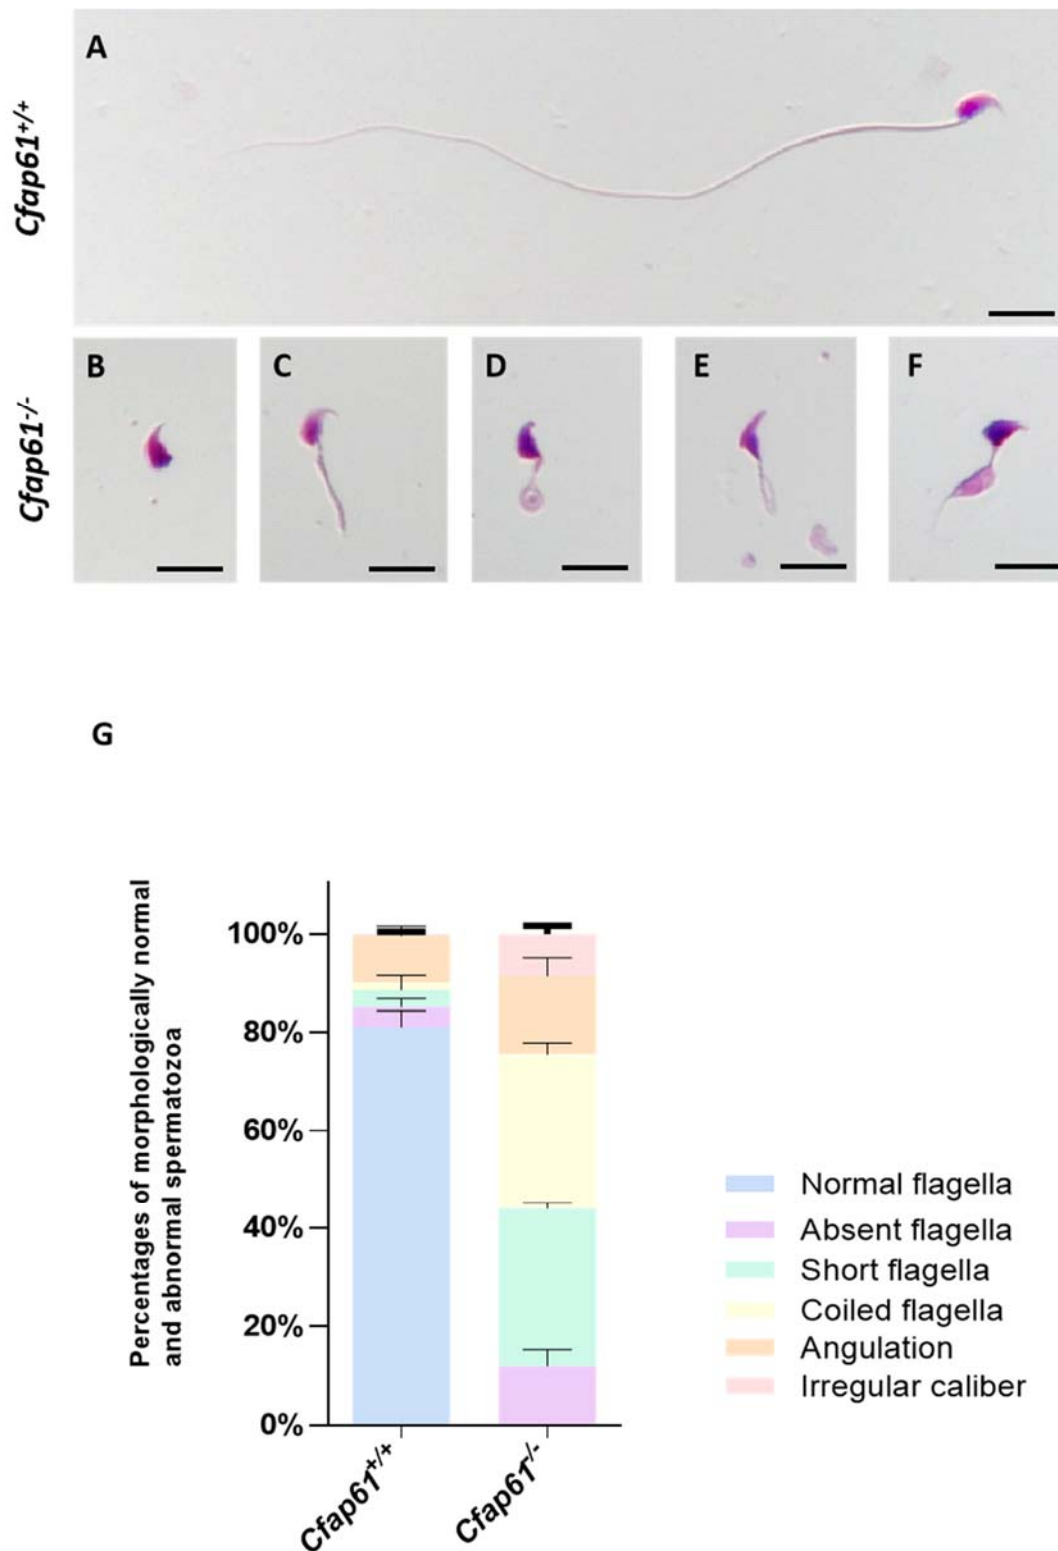 A
Cfap61+/+
B
C
D
E
F
Cfap61-/-
G
Percentages of morphologically normal
and abnormal spermatozoa
100%
80%
60%
40%
20%
0%
Cfap61+/+
Cfap61-/-
Normal flagella
Absent flagella
Short flagella
Coiled flagella
Angulation
Irregular caliber